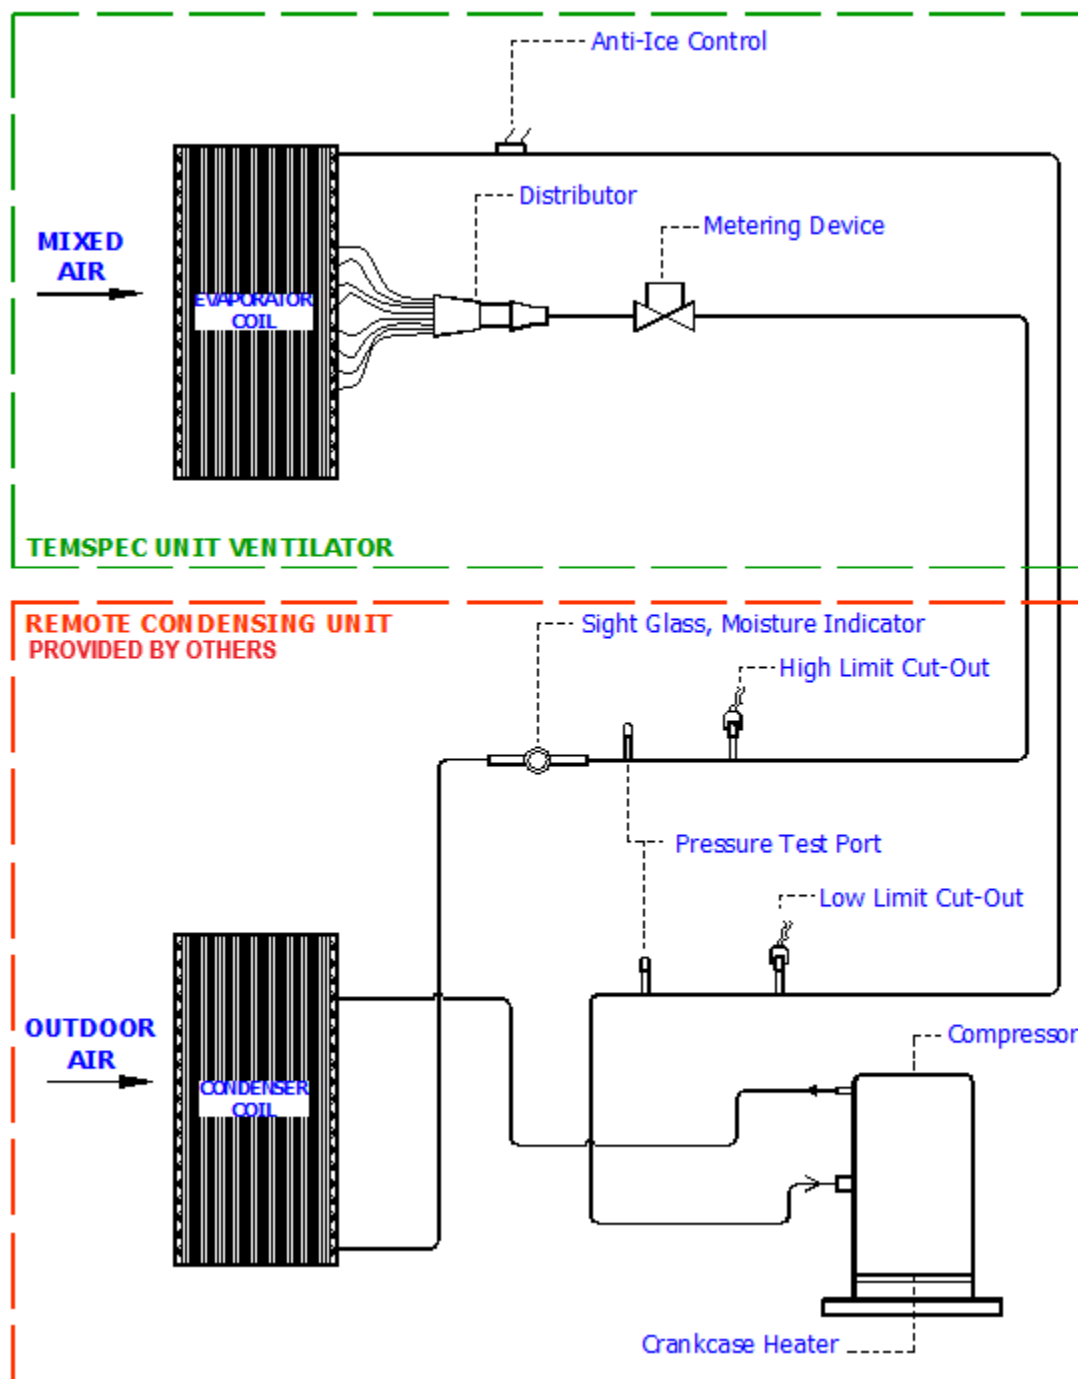 Anti-Ice Control
Distributor
Metering Device
MIXED
AIR
EVAPORATOR
COIL
TEMSPEC UNIT VENTILATOR
REMOTE CONDENSING UNIT
PROVIDED BY OTHERS
Sight Glass, Moisture Indicator
High Limit Cut-Out
Pressure Test Port
Low Limit Cut-Out
OUTDOOR
AIR
CONDENSER
COIL
Compressor
Crankcase Heater